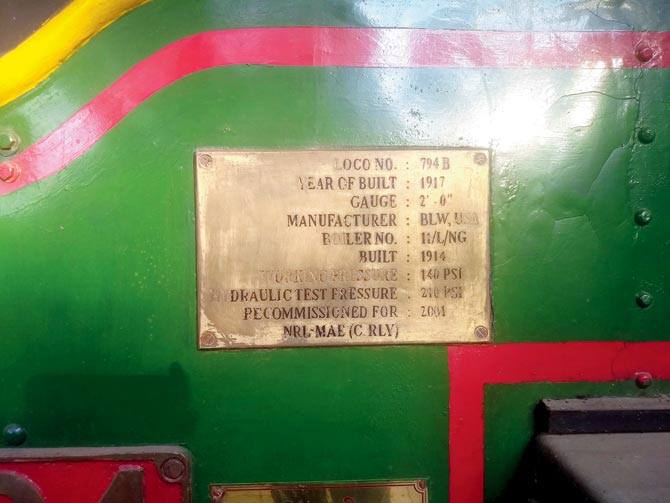 LOCO NO. : 794 B
YEAR OF BUILT : 1917
GAUGE : 2'-0"
MANUFACTURER : BLW, USA
BOILER NO. : 11/L/NG
BUILT : 1914
WORKING PRESSURE : 140 PSI
HYDRAULIC TEST PRESSURE : 210 PSI
RECOMMISSIONED FOR : 2001
NRL-MAE (C. RLY)